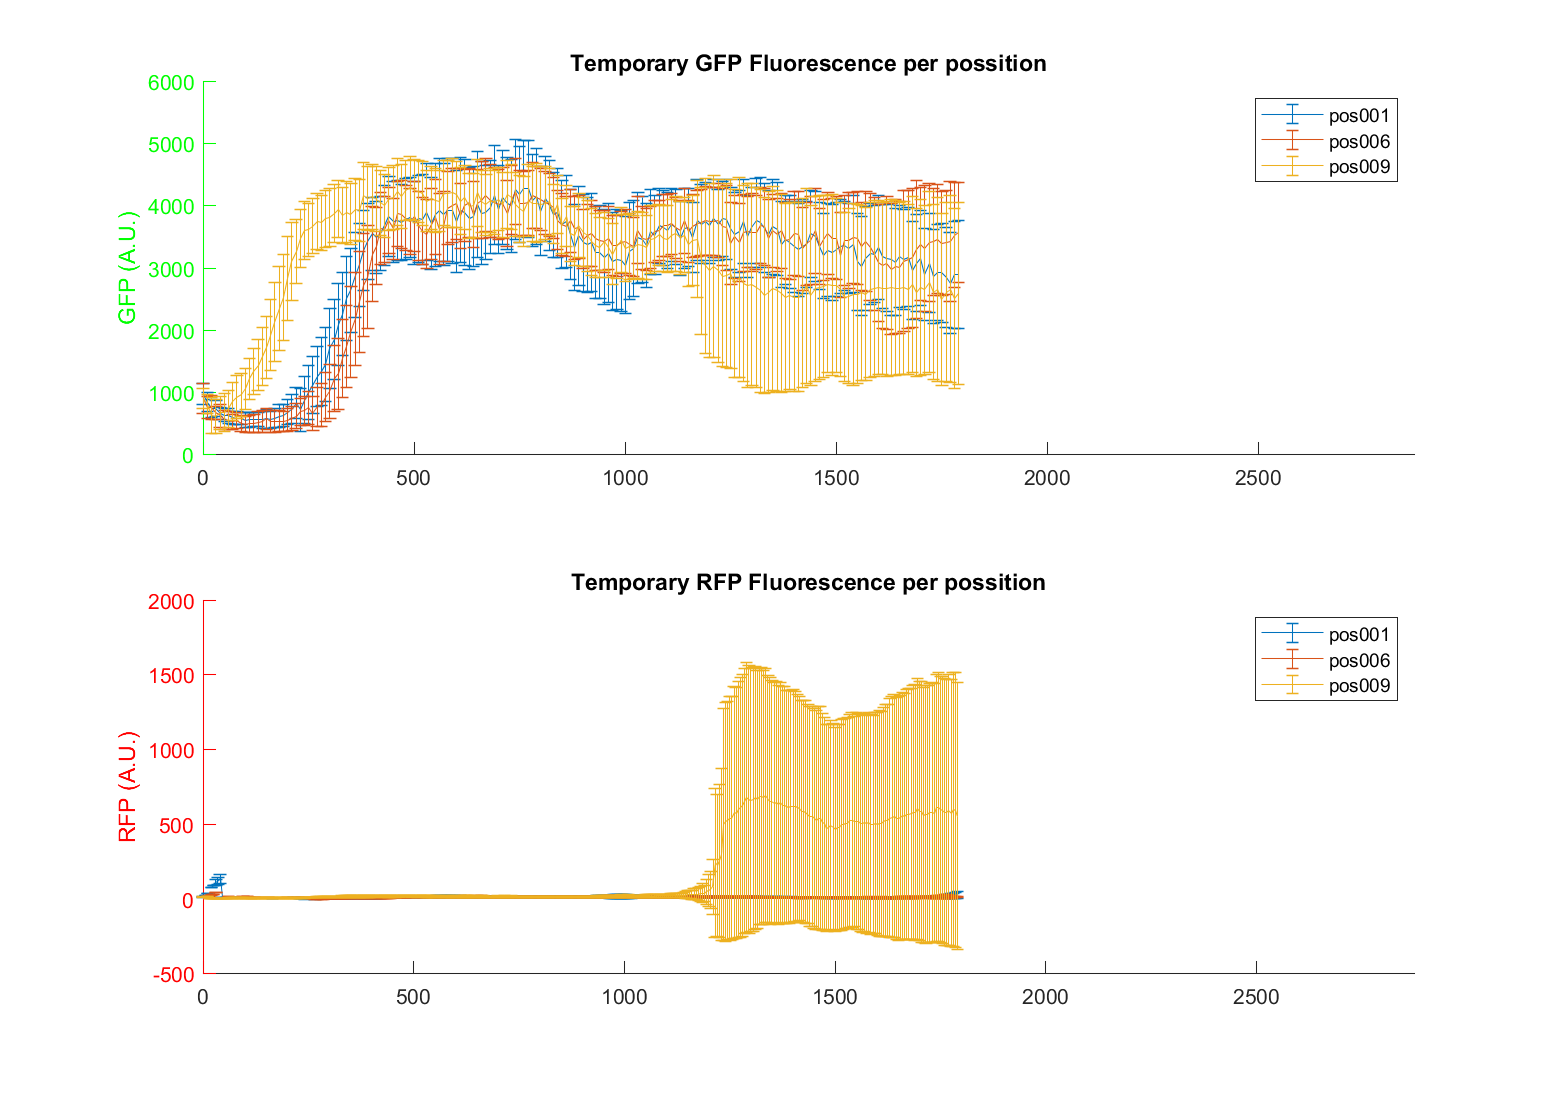 Temporary GFP Fluorescence per possition
6000
5000
4000
3000
2000
1000
0
GFP (A.U.)
0 500 1000 1500 2000 2500
pos001
pos006
pos009
Temporary RFP Fluorescence per possition
2000
1500
1000
500
0
-500
RFP (A.U.)
0 500 1000 1500 2000 2500
pos001
pos006
pos009